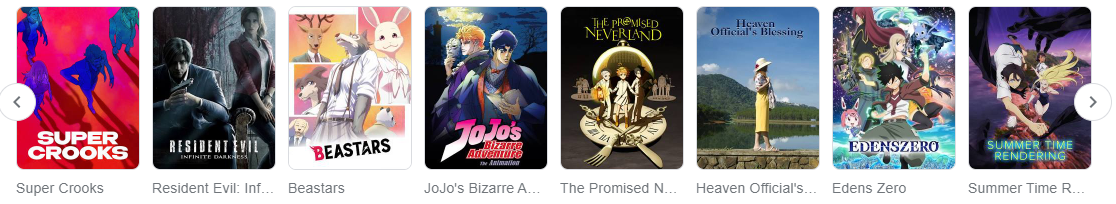 SUPER
CROOKS
RESIDENT EVIL
INFINITE DARKNESS
BEASTARS
JoJo's
Bizarre
Adventure
The Animation
THE PROMISED
NEVERLAND
Heaven
Official's Blessing
EDENSZERO
SUMMER TIME
RENDERING
Super Crooks
Resident Evil: Inf...
Beastars
JoJo's Bizarre A...
The Promised N...
Heaven Official's...
Edens Zero
Summer Time R...